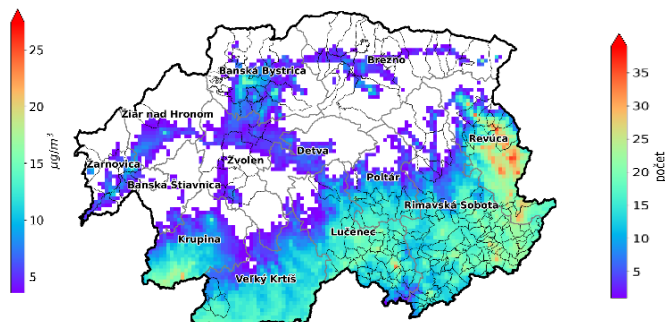 25
20
15
10
5
µg/m³
Banská Bystrica
Brezno
Žiar nad Hronom
Revúca
Detva
Žarnovica
Zvolen
Poltár
Banská Štiavnica
Rimavská Sobota
Lučenec
Krupina
Veľký Krtíš
35
30
25
20
15
10
5
počet